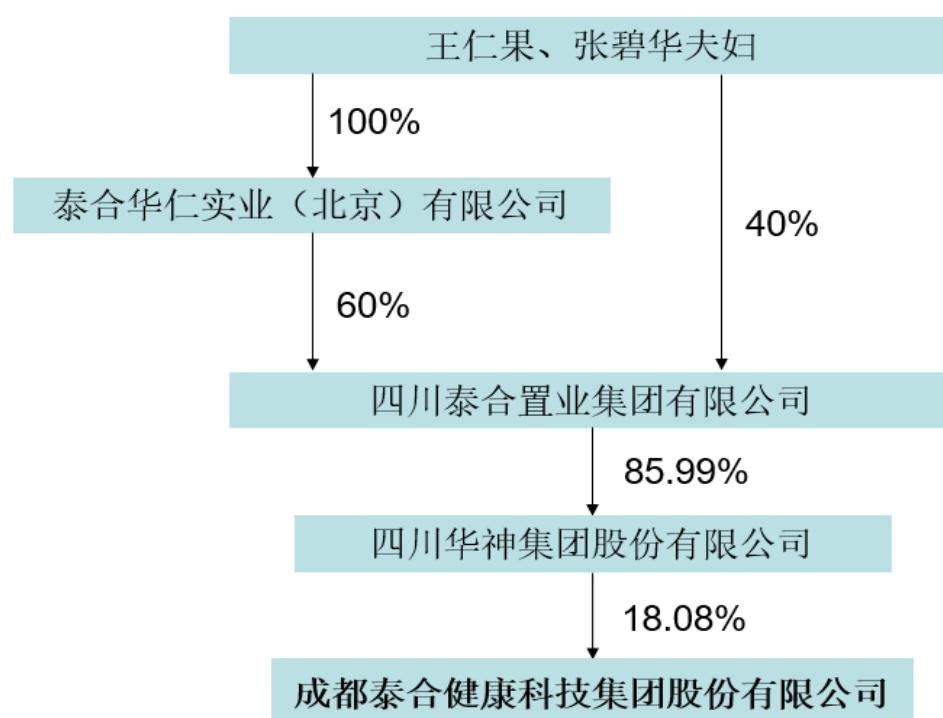 王仁果、张碧华夫妇
100%
泰合华仁实业（北京）有限公司
40%
60%
四川泰合置业集团有限公司
85.99%
四川华神集团股份有限公司
18.08%
成都泰合健康科技集团股份有限公司